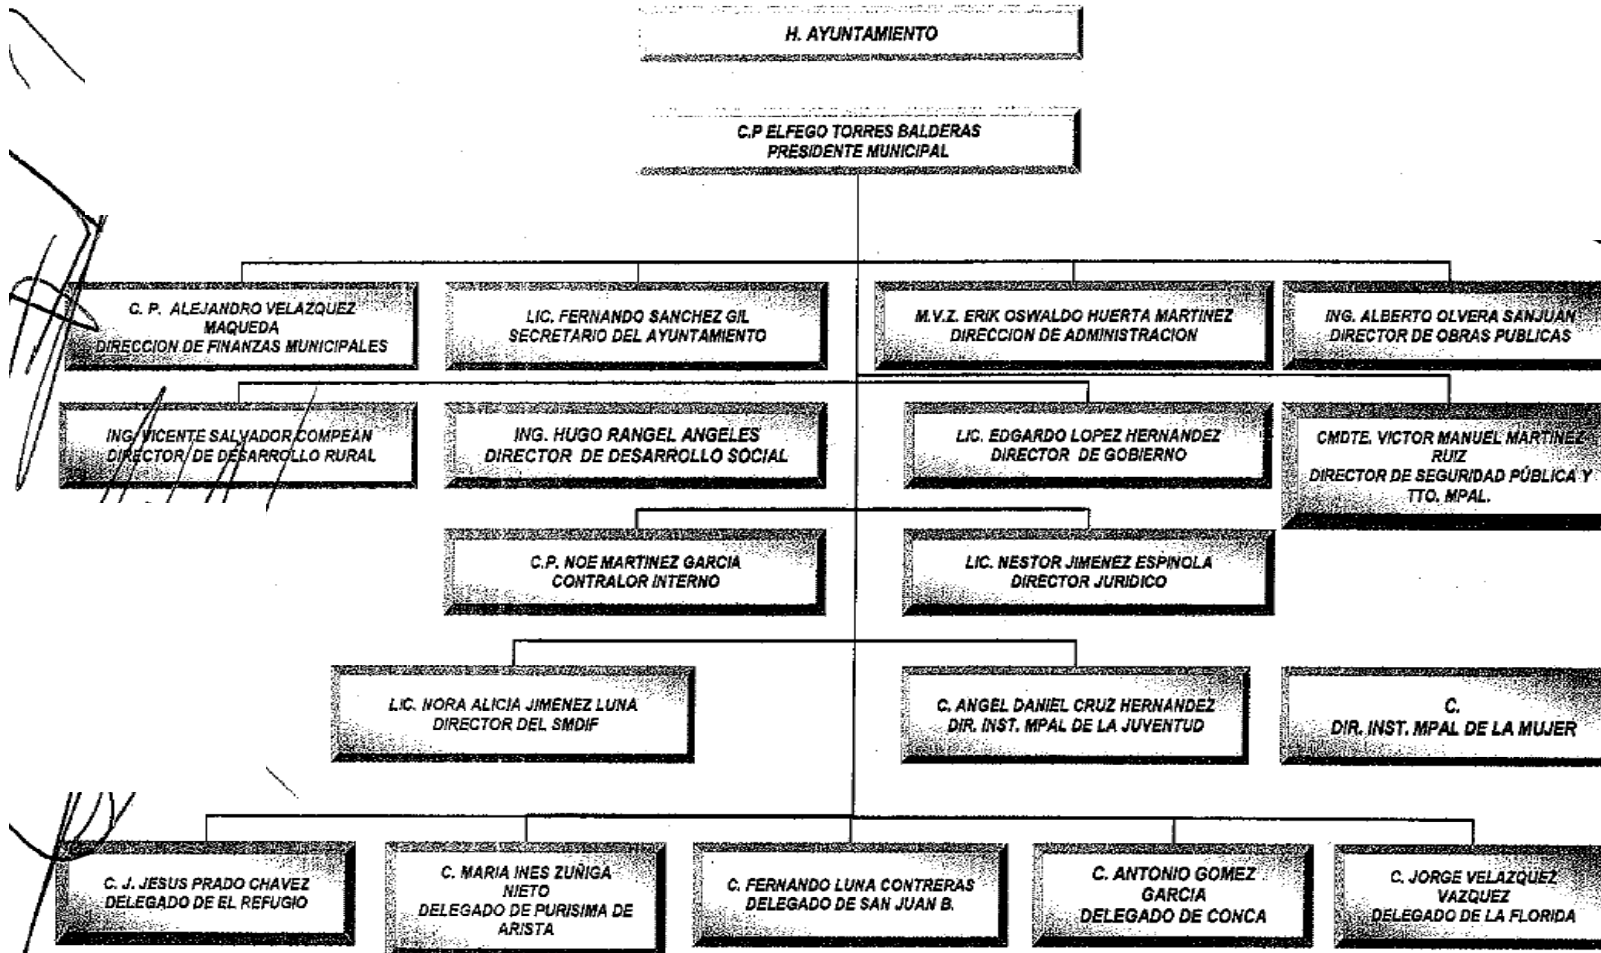 H. AYUNTAMIENTO
C.P ELFEGO TORRES BALDERAS
PRESIDENTE MUNICIPAL
C. P. ALEJANDRO VELAZQUEZ
MAQUEDA
DIRECCION DE FINANZAS MUNICIPALES
LIC. FERNANDO SANCHEZ GIL
SECRETARIO DEL AYUNTAMIENTO
M.V.Z. ERIK OSWALDO HUERTA MARTINEZ
DIRECCION DE ADMINISTRACION
ING. ALBERTO OLVERA SANJUAN
DIRECTOR DE OBRAS PUBLICAS
ING. VICENTE SALVADOR COMPEAN
DIRECTOR DE DESARROLLO RURAL
ING. HUGO RANGEL ANGELES
DIRECTOR DE DESARROLLO SOCIAL
LIC. EDGARDO LOPEZ HERNANDEZ
DIRECTOR DE GOBIERNO
CMDTE. VICTOR MANUEL MARTINEZ
RUIZ
DIRECTOR DE SEGURIDAD PÚBLICA Y
TTO. MPAL.
C.P. NOE MARTINEZ GARCIA
CONTRALOR INTERNO
LIC. NESTOR JIMENEZ ESPINOLA
DIRECTOR JURIDICO
LIC. NORA ALICIA JIMENEZ LUNA
DIRECTOR DEL SMDIF
C. ANGEL DANIEL CRUZ HERNANDEZ
DIR. INST. MPAL DE LA JUVENTUD
C.
DIR. INST. MPAL DE LA MUJER
C. J. JESUS PRADO CHAVEZ
DELEGADO DE EL REFUGIO
C. MARIA INES ZUÑIGA
NIETO
DELEGADO DE PURISIMA DE
ARISTA
C. FERNANDO LUNA CONTRERAS
DELEGADO DE SAN JUAN B.
C. ANTONIO GOMEZ
GARCIA
DELEGADO DE CONCA
C. JORGE VELAZQUEZ
VAZQUEZ
DELEGADO DE LA FLORIDA